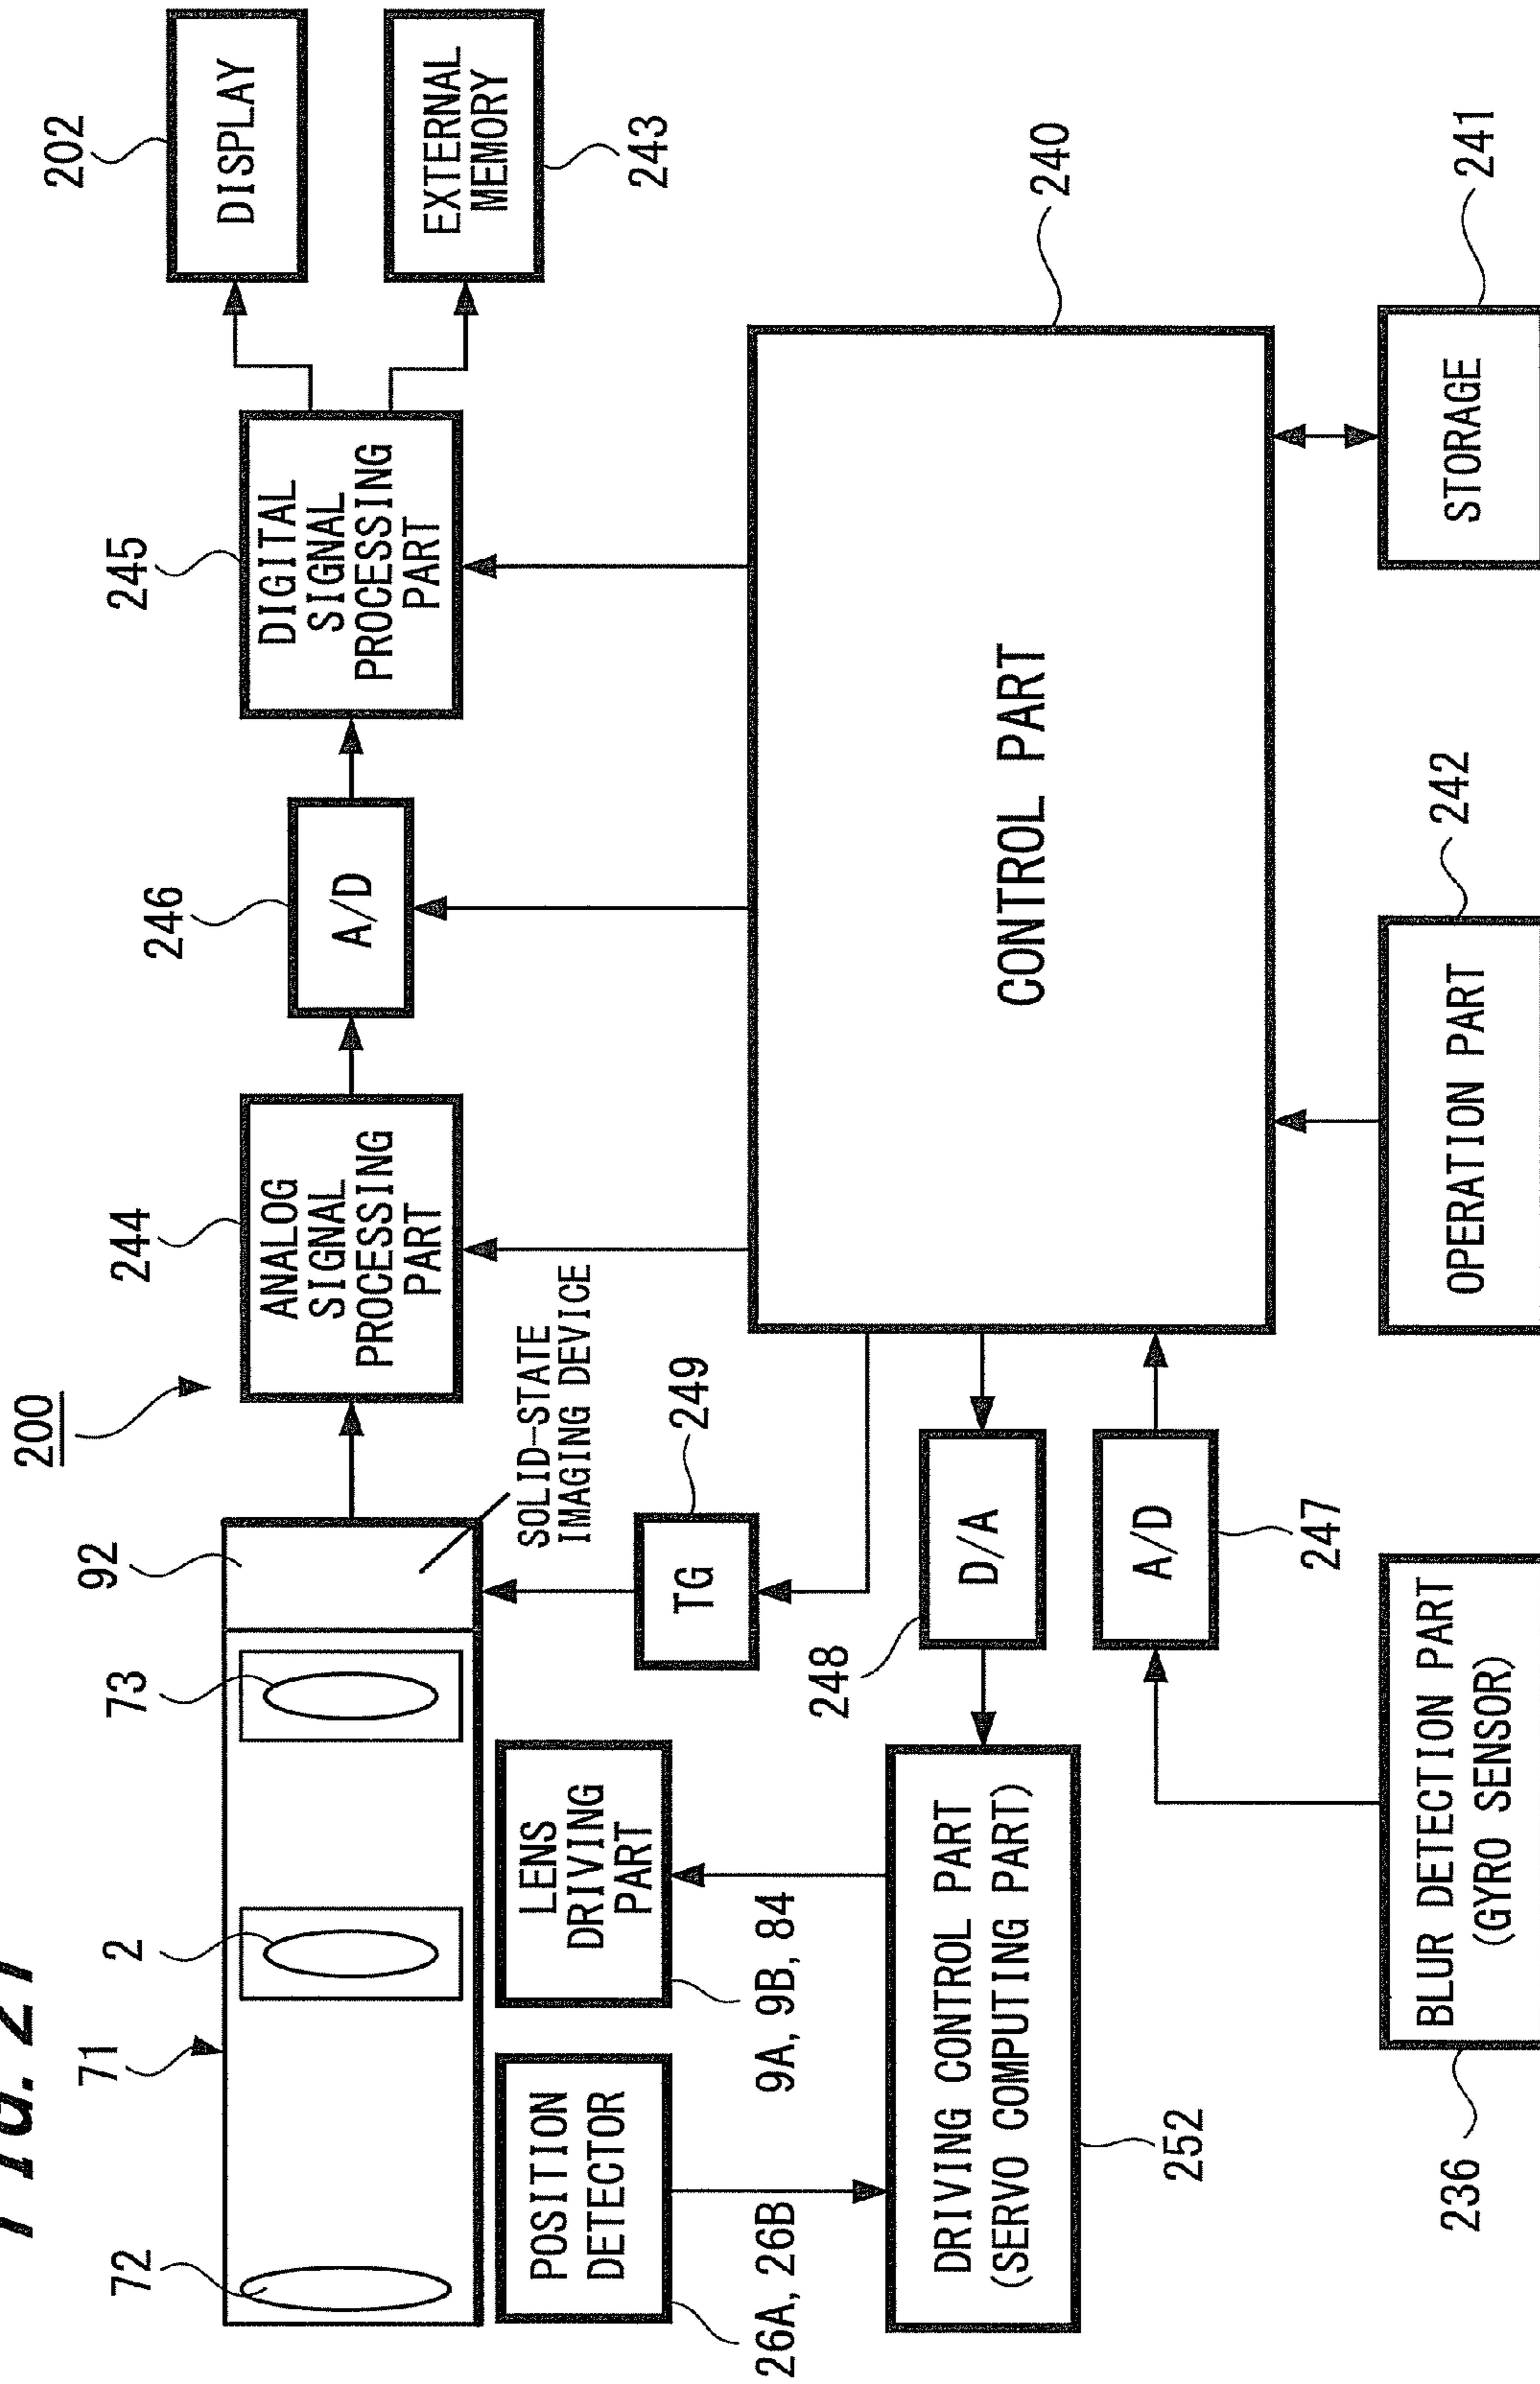 FIG. 21
200
71
72
2
73
92
244
246
245
202
DISPLAY
EXTERNAL
MEMORY
243
ANALOG
SIGNAL
PROCESSING
PART
A/D
DIGITAL
SIGNAL
PROCESSING
PART
SOLID-STATE
IMAGING DEVICE
POSITION
DETECTOR
26A, 26B
LENS
DRIVING
PART
9A, 9B, 84
TG
249
CONTROL PART
240
D/A
248
A/D
247
DRIVING CONTROL PART
(SERVO COMPUTING PART)
252
BLUR DETECTION PART
(GYRO SENSOR)
236
OPERATION PART
242
STORAGE
241